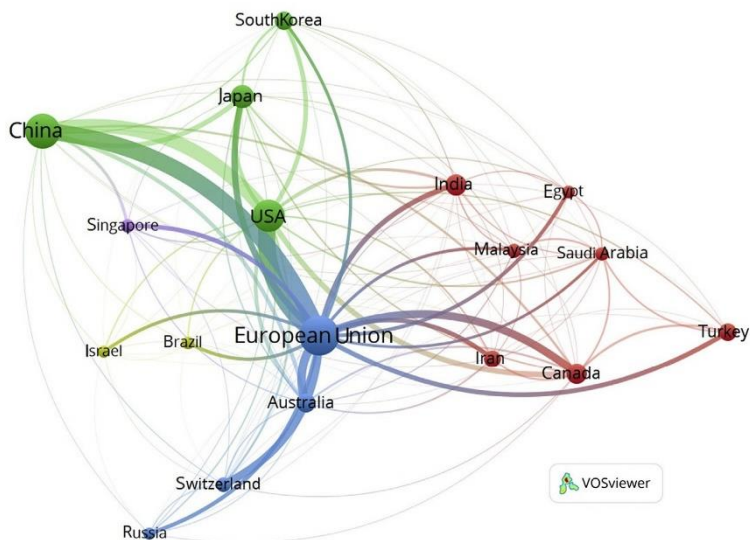 SouthKorea
Japan
China
India
Egypt
USA
Singapore
Malaysia
Saudi Arabia
European Union
Turkey
Israel
Brazil
Iran
Canada
Australia
Switzerland
VOSviewer
Russia